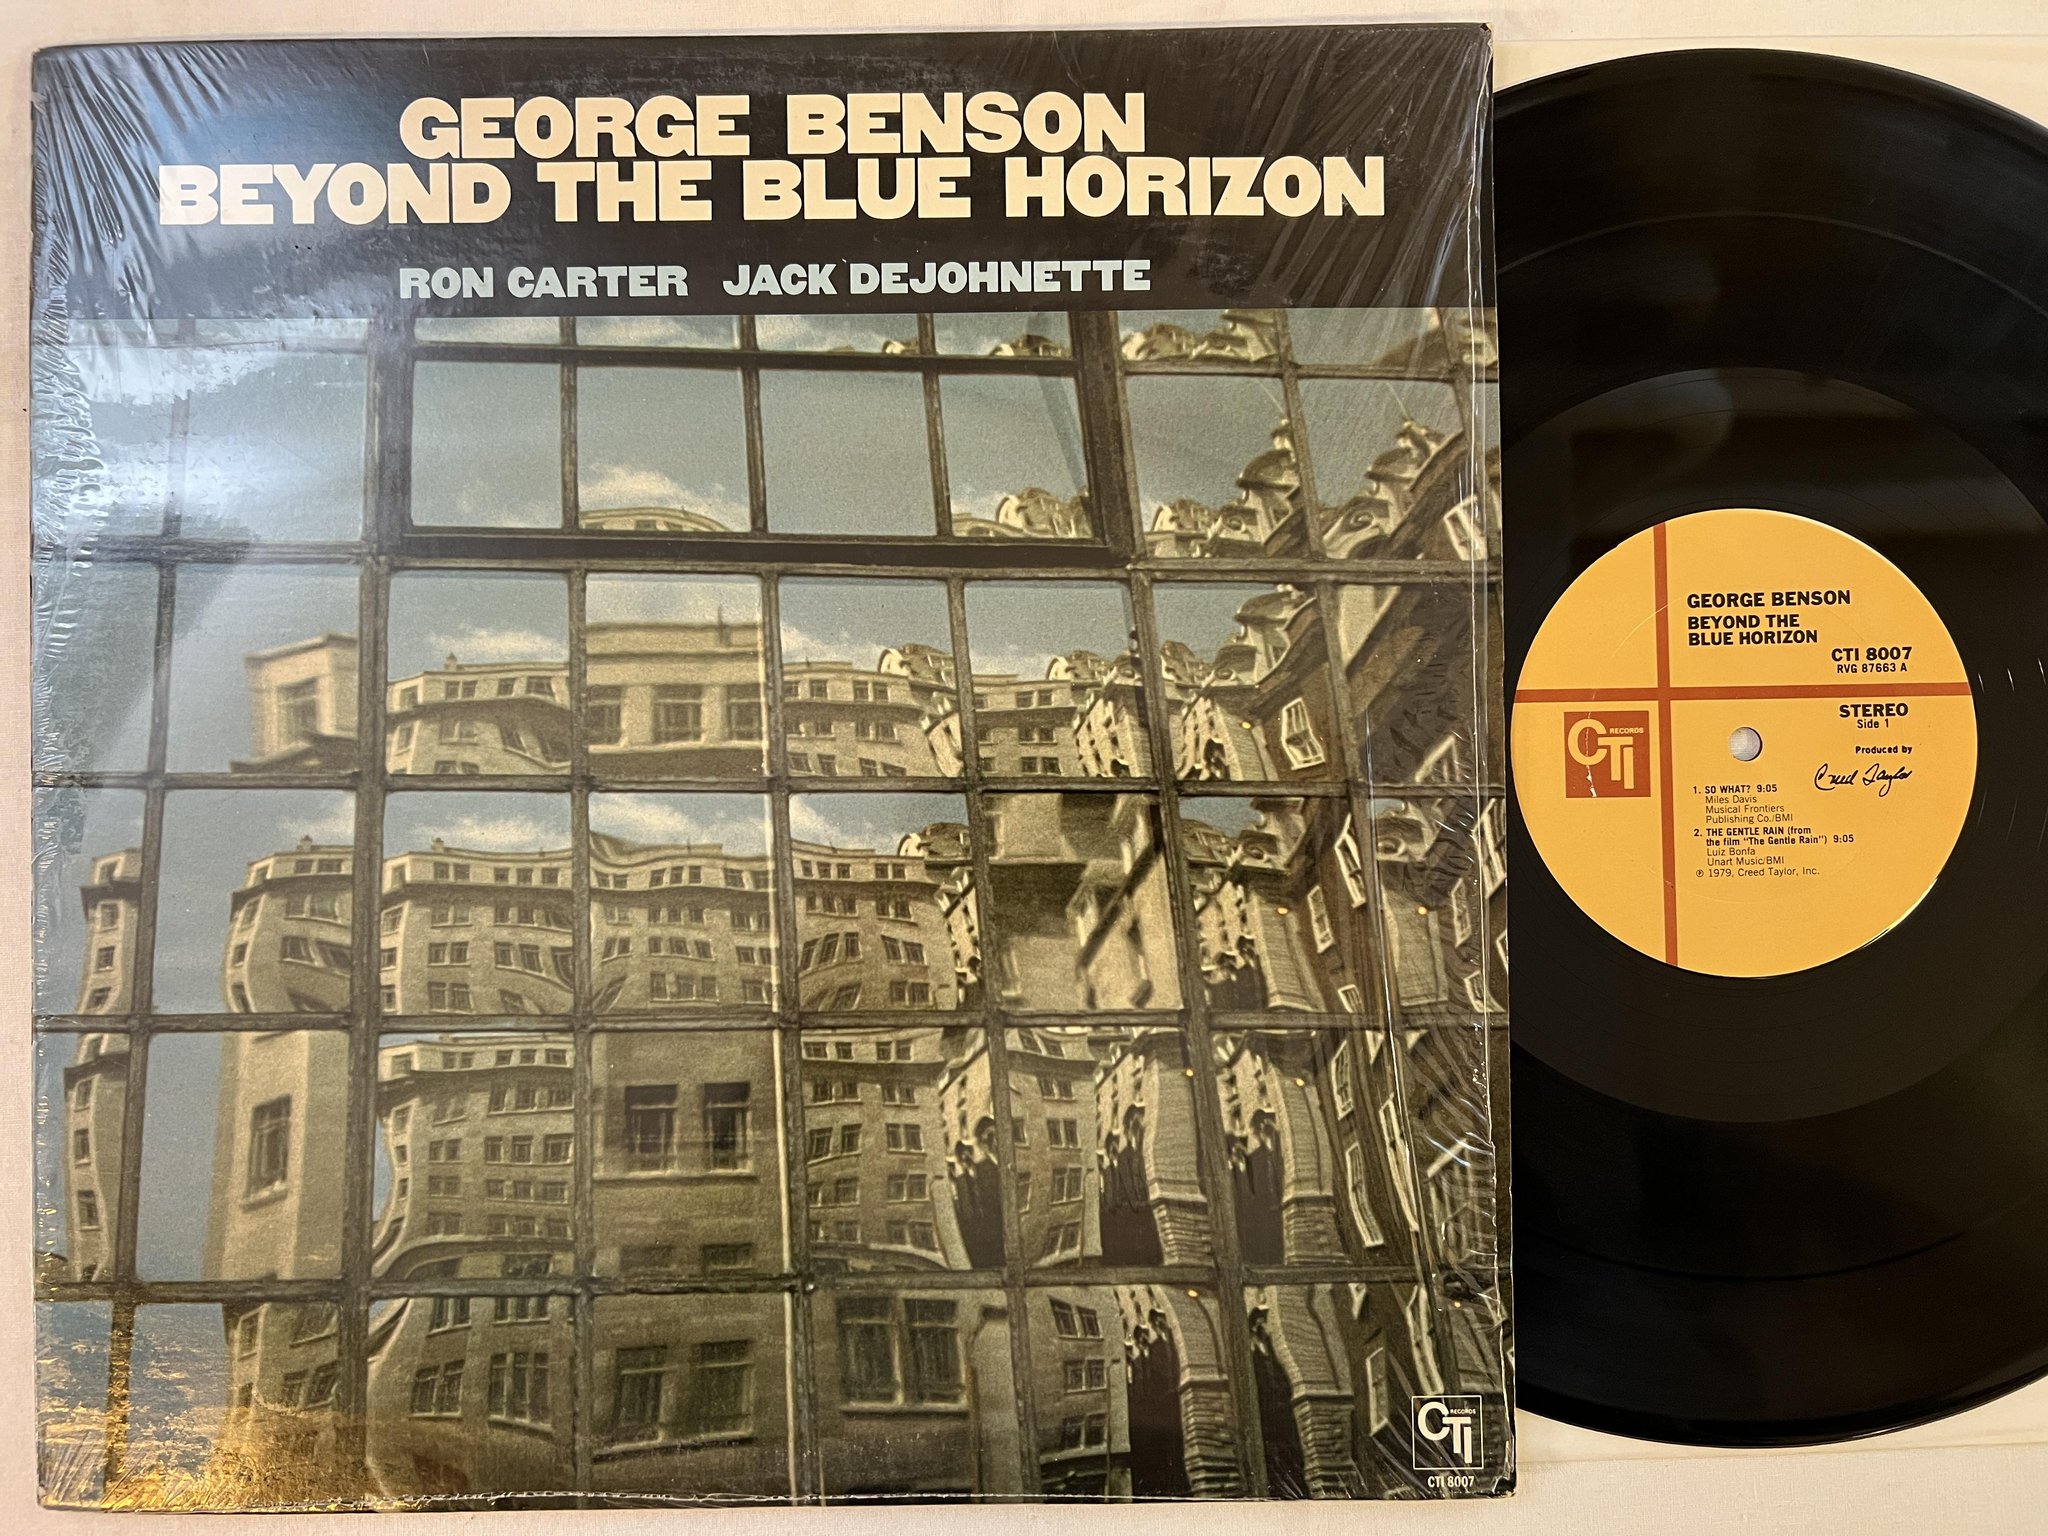 GEORGE BENSON
BEYOND THE BLUE HORIZON
RON CARTER JACK DEJOHNETTE
CTI RECORDS
CTI 8007
GEORGE BENSON
BEYOND THE
BLUE HORIZON
CTI 8007
RVG 87663 A
CTI RECORDS
STEREO
Side 1
Produced by
Creed Taylor
1. SO WHAT? 9:05
Miles Davis
Musical Frontiers
Publishing Co./BMI
2. THE GENTLE RAIN (from
the film "The Gentle Rain") 9:05
Luiz Bonfa
Unart Music/BMI
℗ 1979, Creed Taylor, Inc.